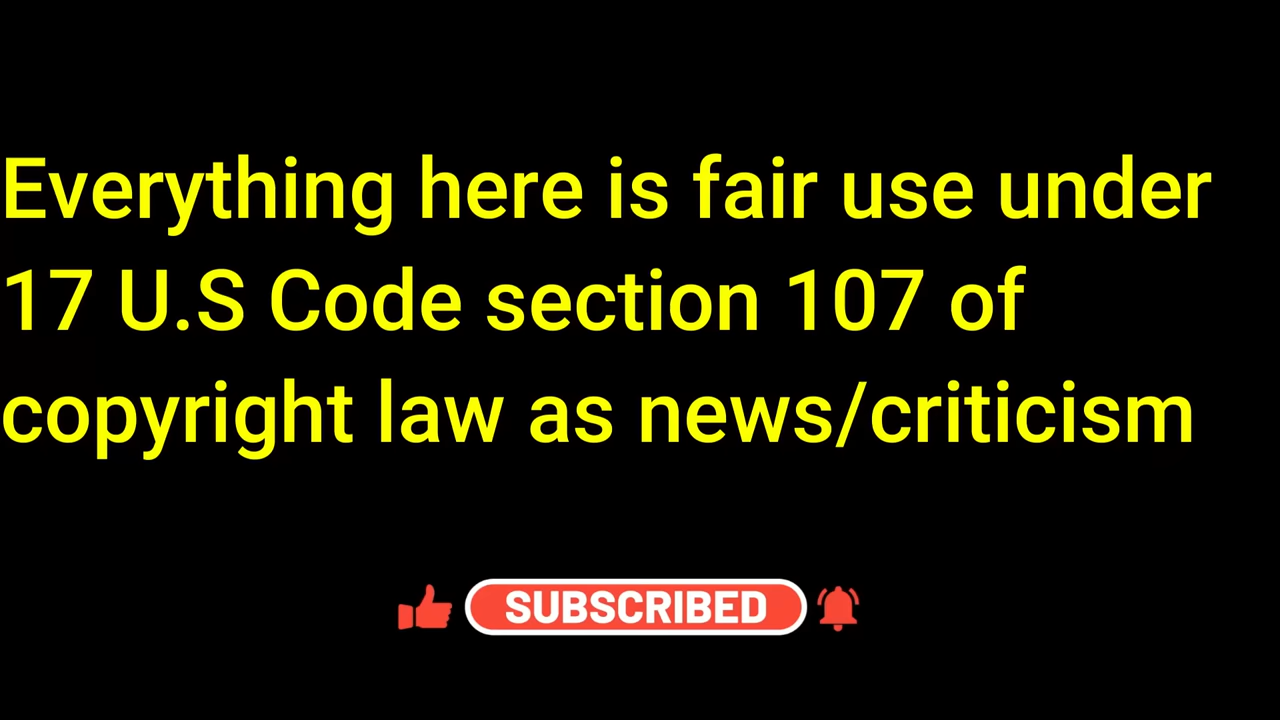 Everything here is fair use under
17 U.S Code section 107 of
copyright law as news/criticism
SUBSCRIBED